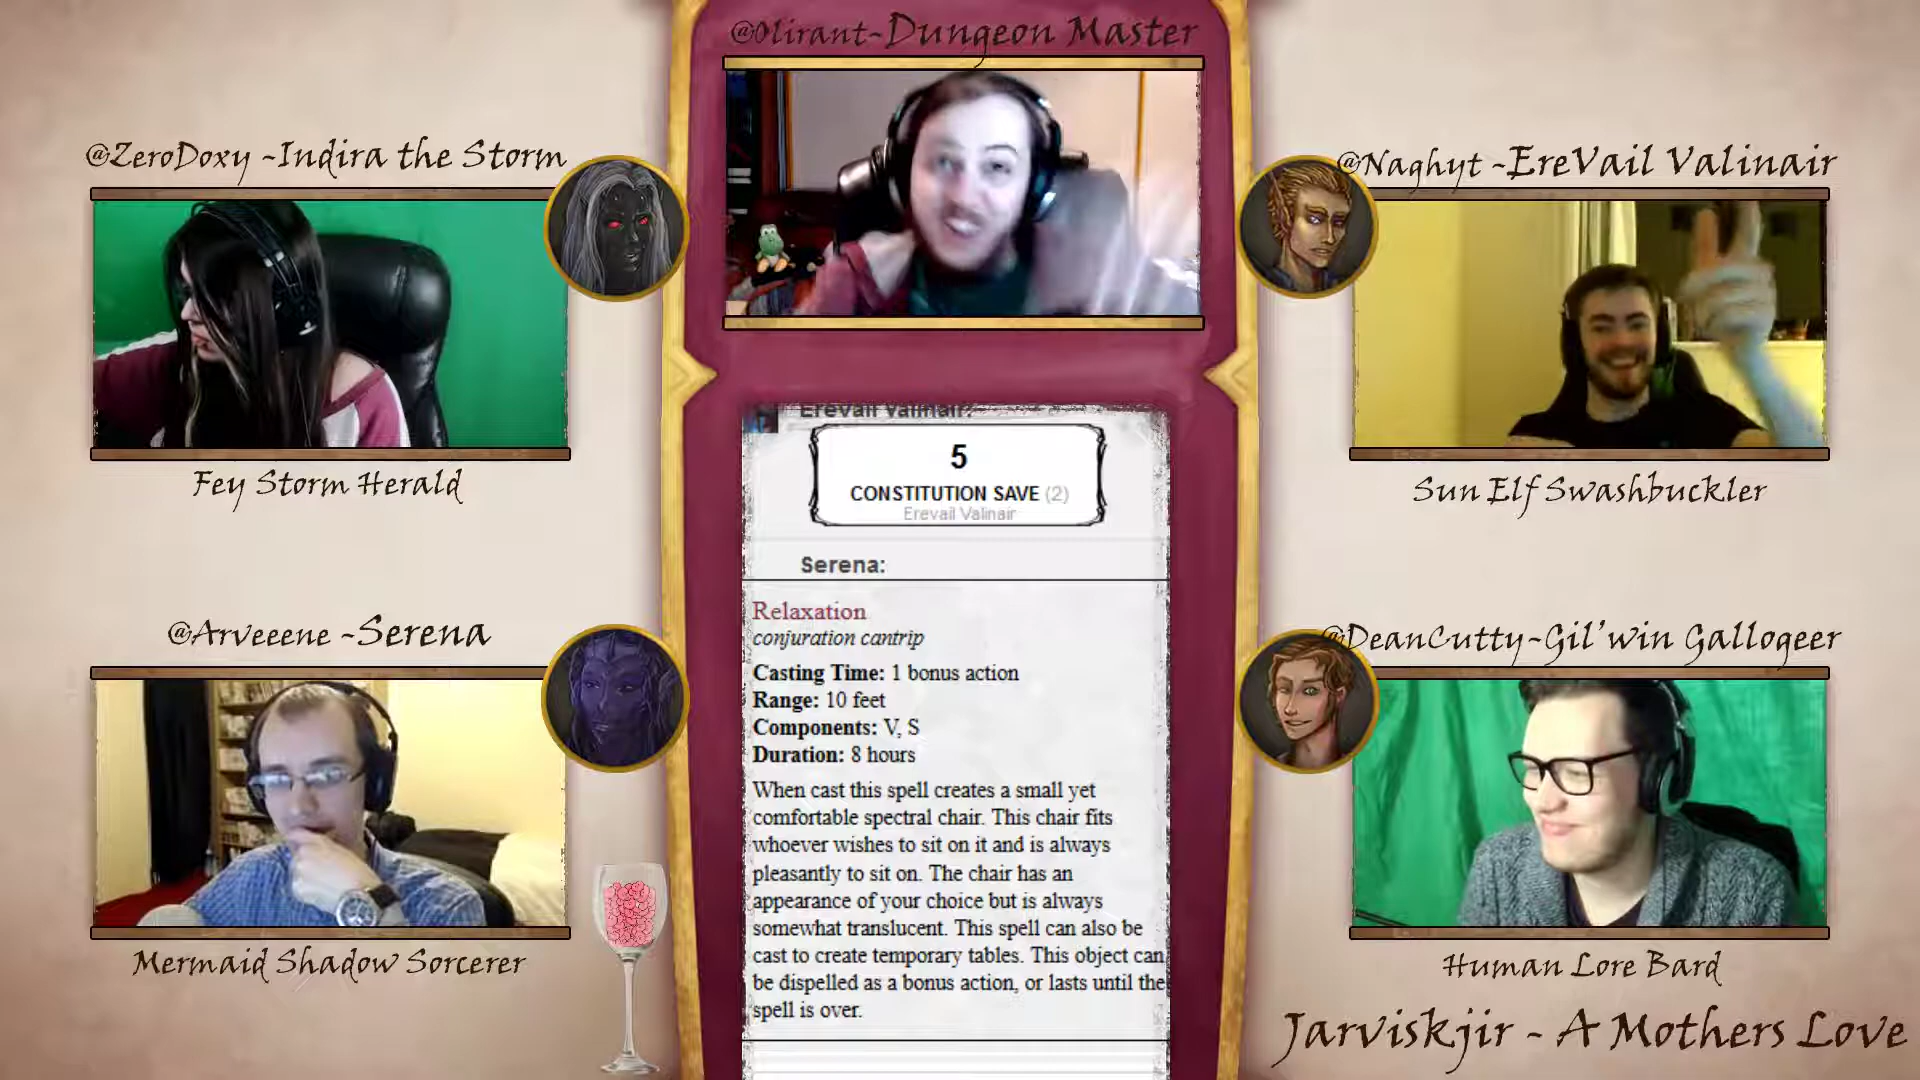 @Olirant-Dungeon Master
@ZeroDoxy -Indira the Storm
@Naghyt -EreVail Valinair
Fey Storm Herald
Sun Elf Swashbuckler
Erevail Valinair:
5
CONSTITUTION SAVE (2)
Erevail Valinair
Serena:
Relaxation
conjuration cantrip
Casting Time: 1 bonus action
Range: 10 feet
Components: V, S
Duration: 8 hours
When cast this spell creates a small yet
comfortable spectral chair. This chair fits
whoever wishes to sit on it and is always
pleasantly to sit on. The chair has an
appearance of your choice but is always
somewhat translucent. This spell can also be
cast to create temporary tables. This object can
be dispelled as a bonus action, or lasts until the
spell is over.
@Arveeene -Serena
@DeanCutty-Gil'win Gallogeer
Mermaid Shadow Sorcerer
Human Lore Bard
Jarviskjir - A Mothers Love